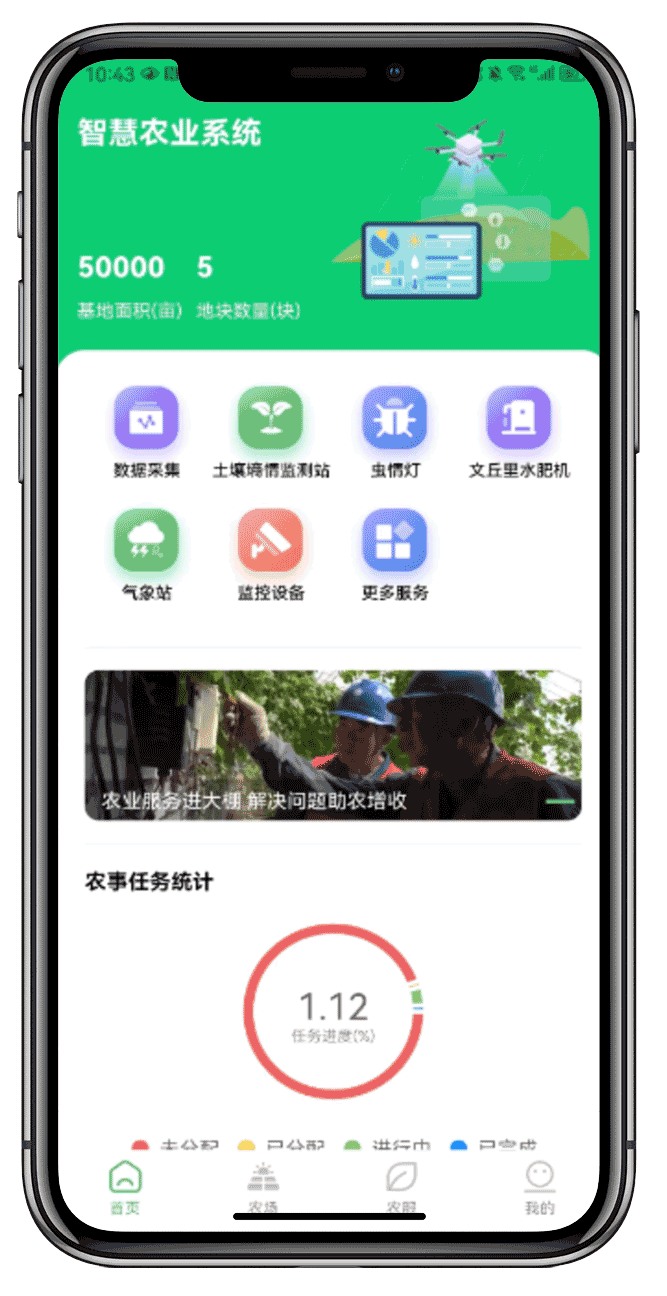 10:43
智慧农业系统
50000 5
基地面积(亩) 地块数量(块)
数据采集 土壤墒情监测站 虫情灯 文丘里水肥机
气象站 监控设备 更多服务
农业服务进大棚 解决问题助农增收
农事任务统计
1.12
任务进度(%)
未分配 已分配 进行中 已完成
首页 农场 农服 我的